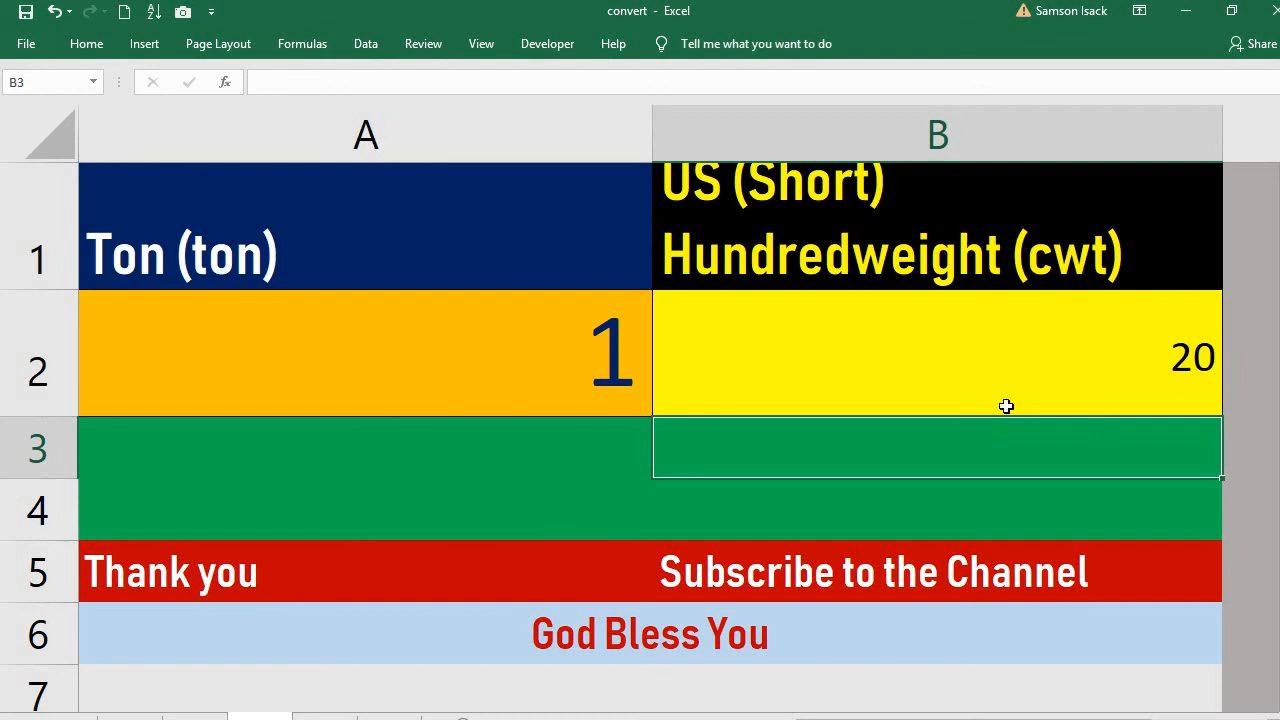 convert - Excel
Samson Isack
File Home Insert Page Layout Formulas Data Review View Developer Help Tell me what you want to do Share
B3 fx
A B
1 Ton (ton) US (Short)
Hundredweight (cwt)
2 1 20
3
4
5 Thank you Subscribe to the Channel
6 God Bless You
7